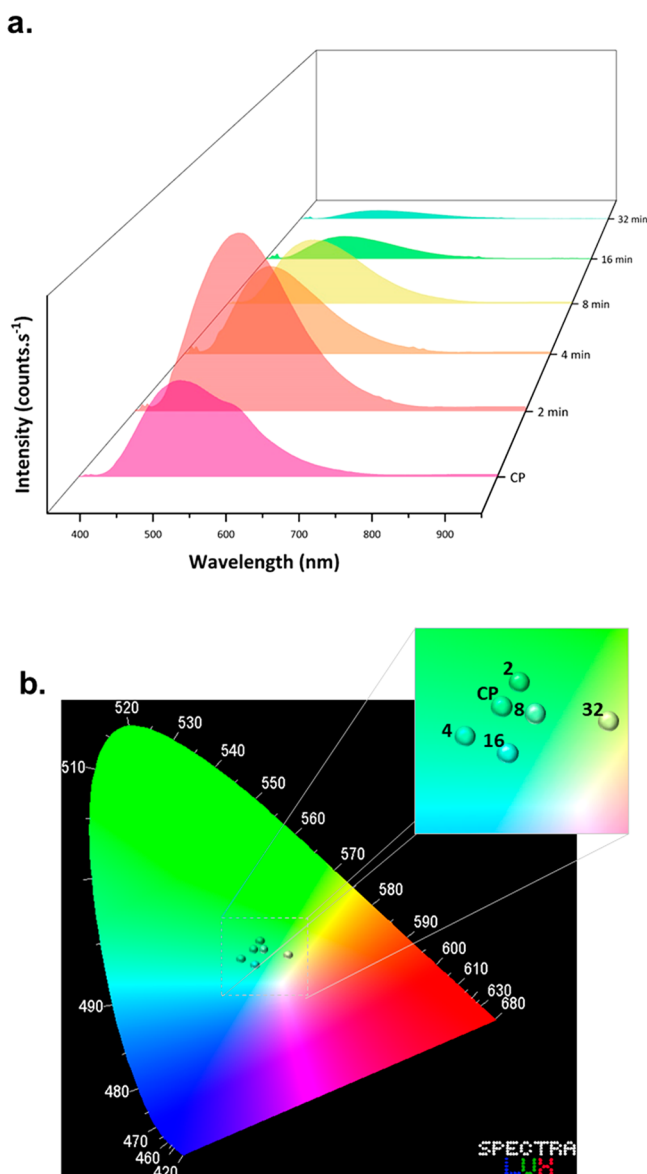 a.
Intensity (counts.s⁻¹)
32 min
16 min
8 min
4 min
2 min
CP
400 500 600 700 800 900
Wavelength (nm)
b.
2
CP
8
32
4
16
520
530
510
540
550
560
570
580
590
600
610
630
680
490
480
470
460
420
SPECTRA
LUX